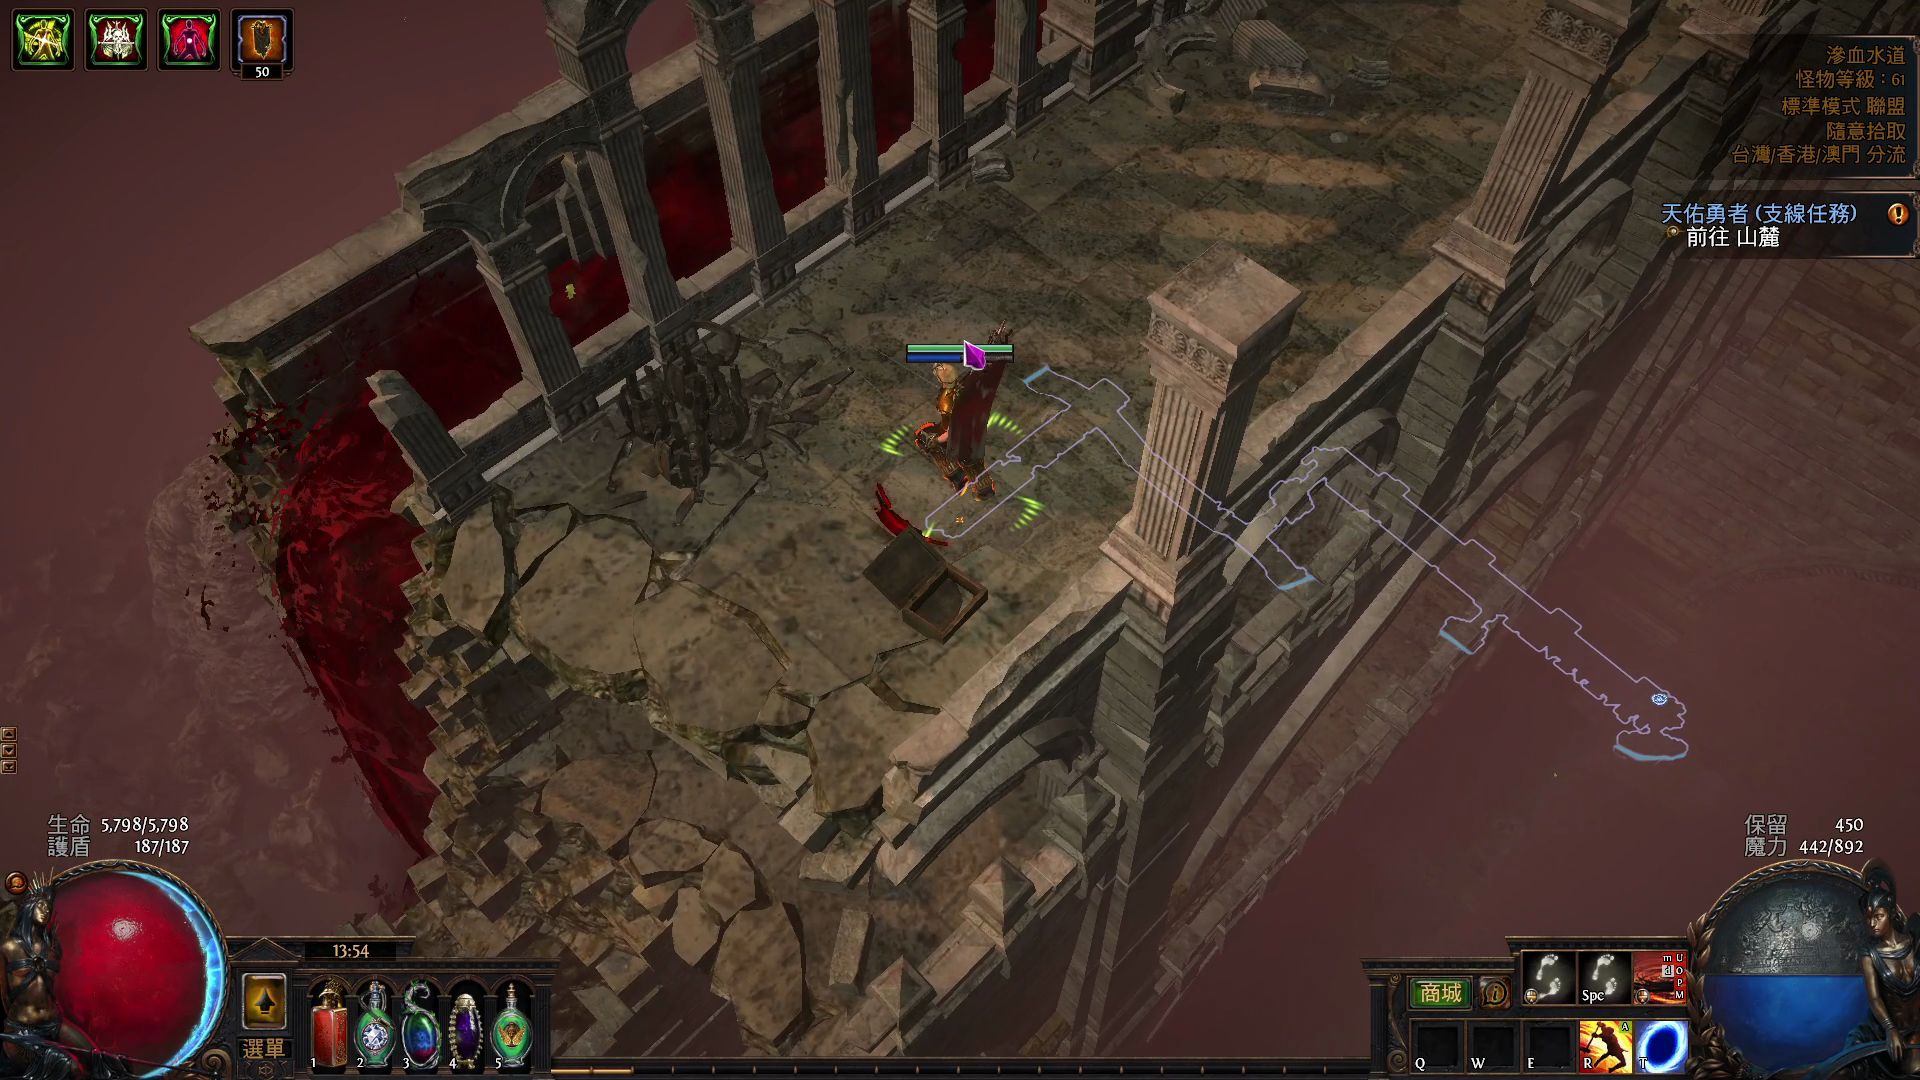 50
滲血水道
怪物等級：61
標準模式 聯盟
隨意拾取
台灣/香港/澳門 分流
天佑勇者 (支線任務)
前往 山麓
生命 5,798/5,798
護盾 187/187
保留 450
魔力 442/892
13:54
選單
1 2 3 4 5
商城
Spc
m U
d O
P
M
A
Q W E R T